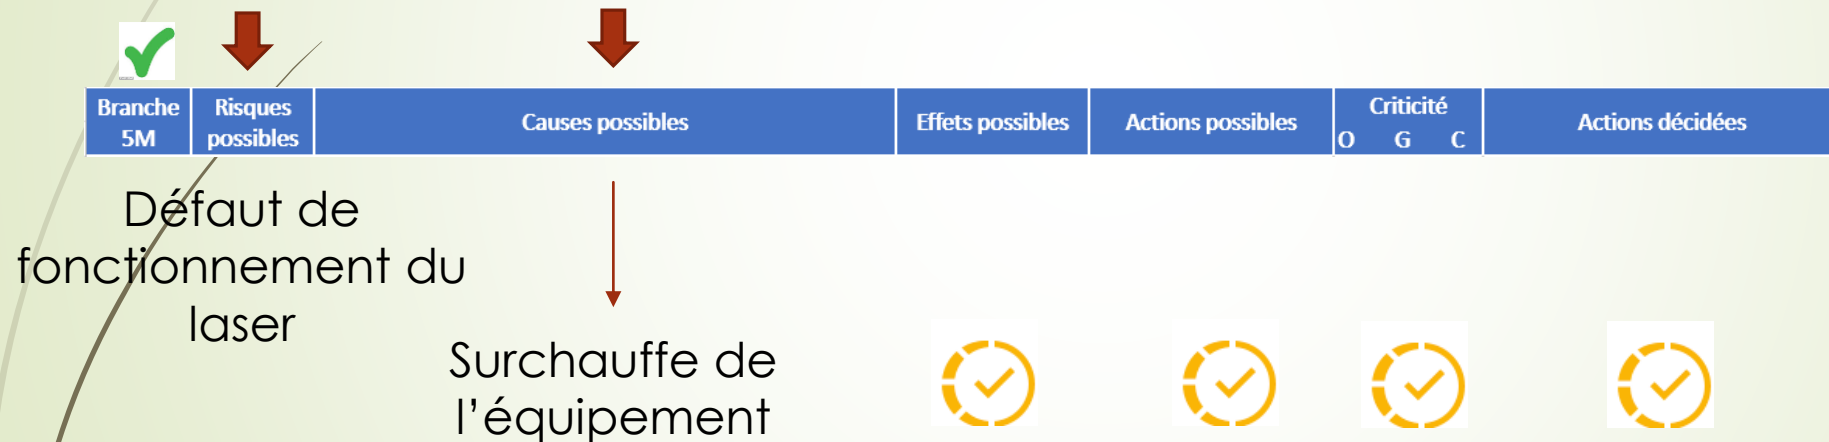 Branche
5M
Risques
possibles
Causes possibles
Effets possibles
Actions possibles
Criticité
O G C
Actions décidées
Défaut de
fonctionnement du
laser
Surchauffe de
l’équipement